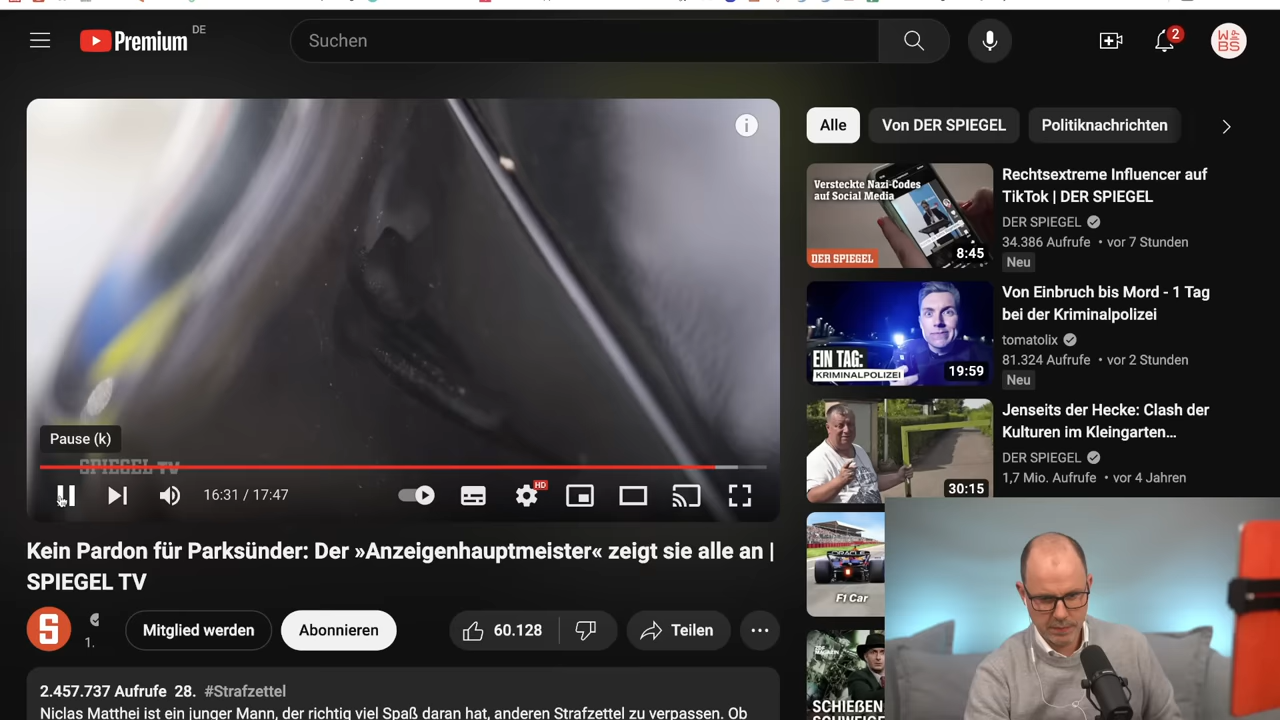 Premium
DE
Suchen
2
W
BS
Pause (k)
SPIEGEL TV
16:31 / 17:47
HD
Kein Pardon für Parksünder: Der »Anzeigenhauptmeister« zeigt sie alle an |
SPIEGEL TV
S
1.
Mitglied werden
Abonnieren
60.128
Teilen
2.457.737 Aufrufe 28. #Strafzettel
Niclas Matthei ist ein junger Mann, der richtig viel Spaß daran hat, anderen Strafzettel zu verpassen. Ob
Alle
Von DER SPIEGEL
Politiknachrichten
Versteckte Nazi-Codes
auf Social Media
DER SPIEGEL
8:45
Rechtsextreme Influencer auf
TikTok | DER SPIEGEL
DER SPIEGEL
34.386 Aufrufe • vor 7 Stunden
Neu
EIN TAG:
KRIMINALPOLIZEI
19:59
Von Einbruch bis Mord - 1 Tag
bei der Kriminalpolizei
tomatolix
81.324 Aufrufe • vor 2 Stunden
Neu
30:15
Jenseits der Hecke: Clash der
Kulturen im Kleingarten…
DER SPIEGEL
1,7 Mio. Aufrufe • vor 4 Jahren
ORACLE
F1 Car
ZDF MAGAZIN
SCHIEẞEN